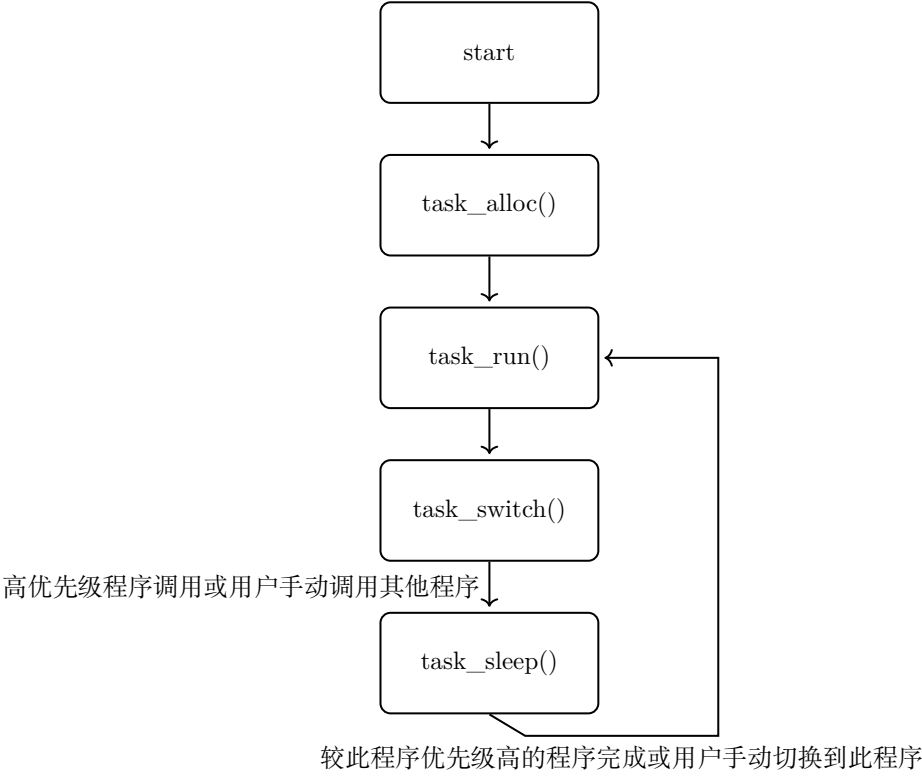 start
task_alloc()
task_run()
task_switch()
高优先级程序调用或用户手动调用其他程序
task_sleep()
较此程序优先级高的程序完成或用户手动切换到此程序